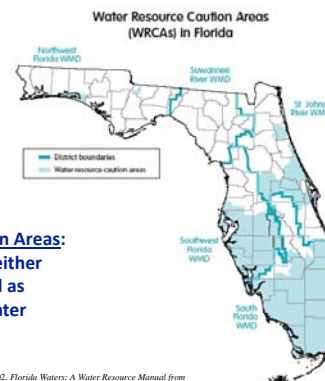 Water Resource Caution Areas
(WRCAs) in Florida
Northwest
Florida WMD
Suwannee
River WMD
St. Johns
River WMD
District boundaries
Water resource caution areas
n Areas:
either
d as
ter
Southwest
Florida
WMD
South
Florida
WMD
02. Florida Waters: A Water Resource Manual from